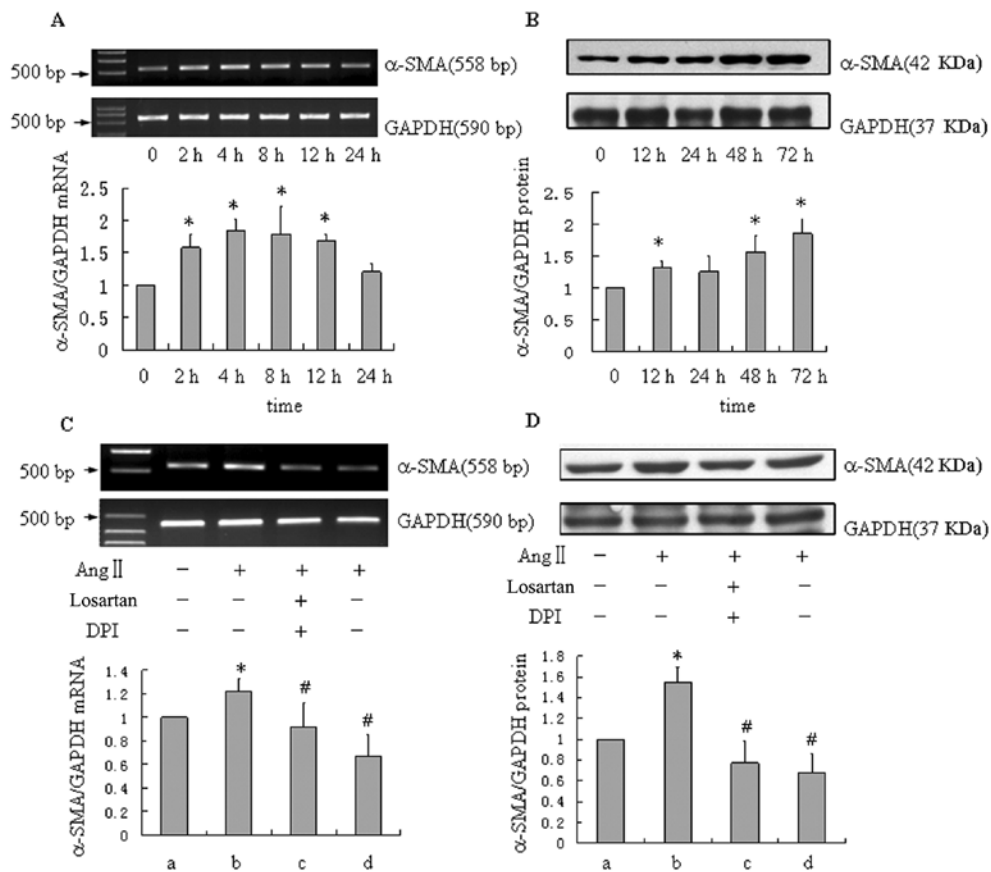 A
500 bp
α-SMA(558 bp)
500 bp
GAPDH(590 bp)
0 2 h 4 h 8 h 12 h 24 h
α-SMA/GAPDH mRNA
2.5
2
1.5
1
0.5
0
* * * *
0 2 h 4 h 8 h 12 h 24 h
time
B
α-SMA(42 KDa)
GAPDH(37 KDa)
0 12 h 24 h 48 h 72 h
α-SMA/GAPDH protein
2.5
2
1.5
1
0.5
0
* * *
0 12 h 24 h 48 h 72 h
time
C
500 bp
α-SMA(558 bp)
500 bp
GAPDH(590 bp)
Ang Ⅱ − + + +
Losartan − − + −
DPI − − + −
α-SMA/GAPDH mRNA
1.4
1.2
1
0.8
0.6
0.4
0.2
0
* # #
a b c d
D
α-SMA(42 KDa)
GAPDH(37 KDa)
Ang Ⅱ − + + +
Losartan − − + −
DPI − − + −
α-SMA/GAPDH protein
1.8
1.6
1.4
1.2
1
0.8
0.6
0.4
0.2
0
* # #
a b c d